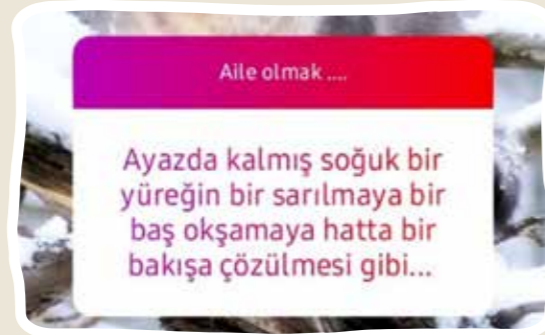 Aile olmak ....
Ayazda kalmış soğuk bir
yüreğin bir sarılmaya bir
baş okşamaya hatta bir
bakışa çözülmesi gibi...